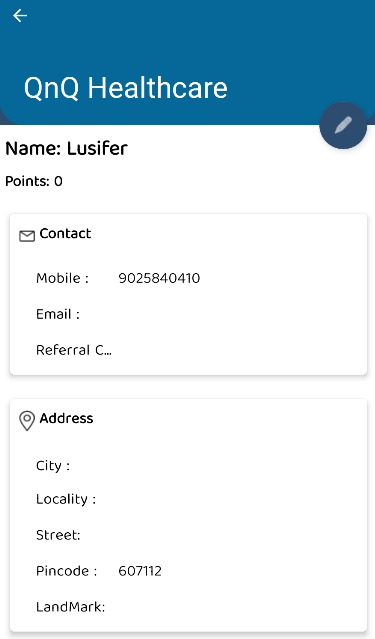 QnQ Healthcare
Name: Lusifer
Points: 0
Contact
Mobile : 9025840410
Email :
Referral C...
Address
City :
Locality :
Street:
Pincode : 607112
LandMark: